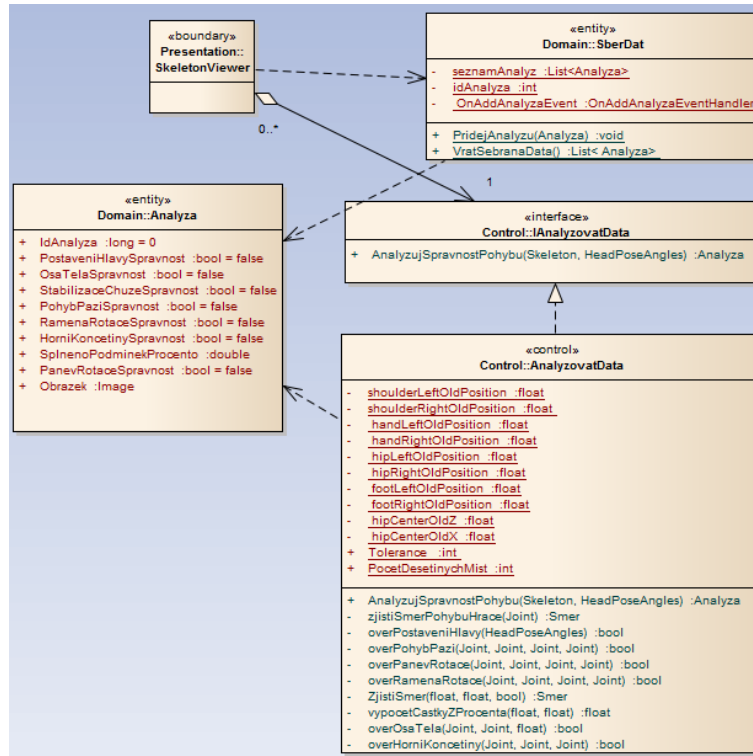 «boundary»
Presentation::
SkeletonViewer
«entity»
Domain::SberDat
- seznamAnalyz :List<Analyza>
- idAnalyza :int
- OnAddAnalyzaEvent :OnAddAnalyzaEventHandler
+ PridejAnalyzu(Analyza) :void
+ VratSebranaData() :List< Analyza>
0..*
1
«entity»
Domain::Analyza
+ IdAnalyza :long = 0
+ PostaveniHlavySpravnost :bool = false
+ OsaTelaSpravnost :bool = false
+ StabilizaceChuzeSpravnost :bool = false
+ PohybPaziSpravnost :bool = false
+ RamenaRotaceSpravnost :bool = false
+ HorniKoncetinySpravnost :bool = false
+ SplnenoPodminekProcento :double
+ PanevRotaceSpravnost :bool = false
+ Obrazek :Image
«interface»
Control::IAnalyzovatData
+ AnalyzujSpravnostPohybu(Skeleton, HeadPoseAngles) :Analyza
«control»
Control::AnalyzovatData
- shoulderLeftOldPosition :float
- shoulderRightOldPosition :float
- handLeftOldPosition :float
- handRightOldPosition :float
- hipLeftOldPosition :float
- hipRightOldPosition :float
- footLeftOldPosition :float
- footRightOldPosition :float
- hipCenterOldZ :float
- hipCenterOldX :float
+ Tolerance :int
+ PocetDesetinychMist :int
+ AnalyzujSpravnostPohybu(Skeleton, HeadPoseAngles) :Analyza
- zjistiSmerPohybuHrace(Joint) :Smer
- overPostaveniHlavy(HeadPoseAngles) :bool
- overPohybPazi(Joint, Joint, Joint, Joint) :bool
- overPanevRotace(Joint, Joint, Joint, Joint) :bool
- overRamenaRotace(Joint, Joint, Joint, Joint) :bool
- ZjistiSmer(float, float, bool) :Smer
- vypocetCastkyZProcenta(float, float) :float
- overOsaTela(Joint, Joint, float) :bool
- overHorniKoncetiny(Joint, Joint, Joint) :bool